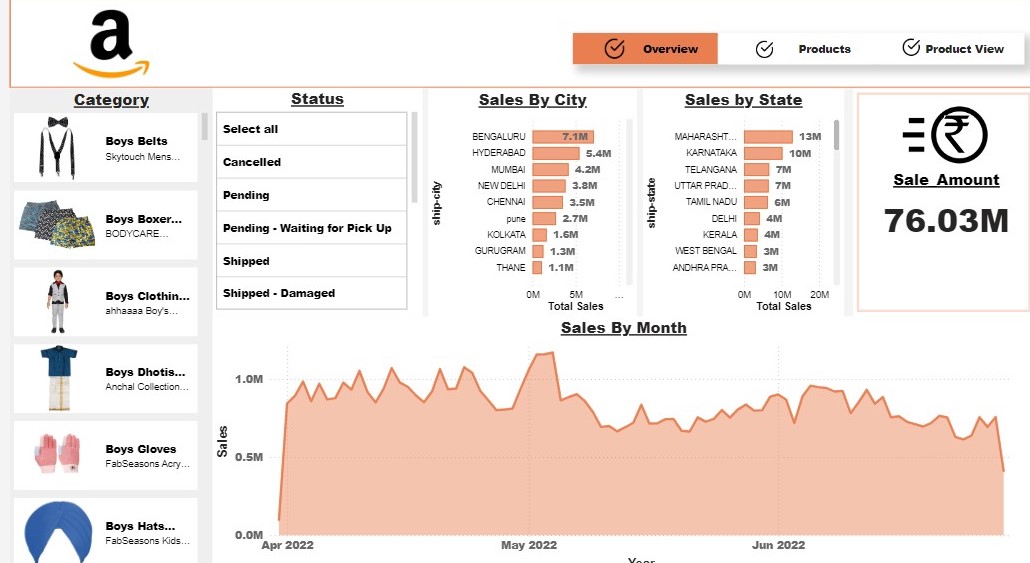 a
Overview
Products
Product View
Category
Boys Belts
Skytouch Mens...
Boys Boxer...
BODYCARE...
Boys Clothin...
ahhaaaa Boy's...
Boys Dhotis...
Anchal Collection...
Boys Gloves
FabSeasons Acry...
Boys Hats...
FabSeasons Kids...
Status
Select all
Cancelled
Pending
Pending - Waiting for Pick Up
Shipped
Shipped - Damaged
Sales By City
ship-city
BENGALURU 7.1M
HYDERABAD 5.4M
MUMBAI 4.2M
NEW DELHI 3.8M
CHENNAI 3.5M
pune 2.7M
KOLKATA 1.6M
GURUGRAM 1.3M
THANE 1.1M
0M 5M ...
Total Sales
Sales by State
ship-state
MAHARASHT... 13M
KARNATAKA 10M
TELANGANA 7M
UTTAR PRAD... 7M
TAMIL NADU 6M
DELHI 4M
KERALA 4M
WEST BENGAL 3M
ANDHRA PRA... 3M
0M 10M 20M
Total Sales
₹
Sale Amount
76.03M
Sales By Month
Sales
1.0M
0.5M
0.0M
Apr 2022 May 2022 Jun 2022
Year